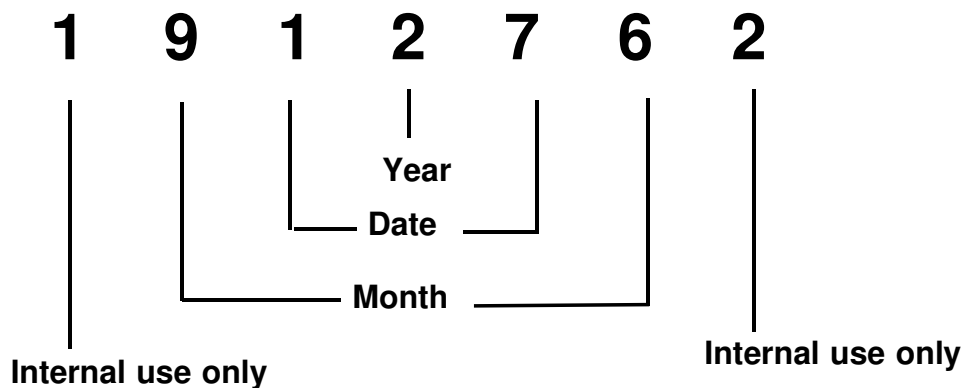 1 9 1 2 7 6 2
Year
Date
Month
Internal use only
Internal use only